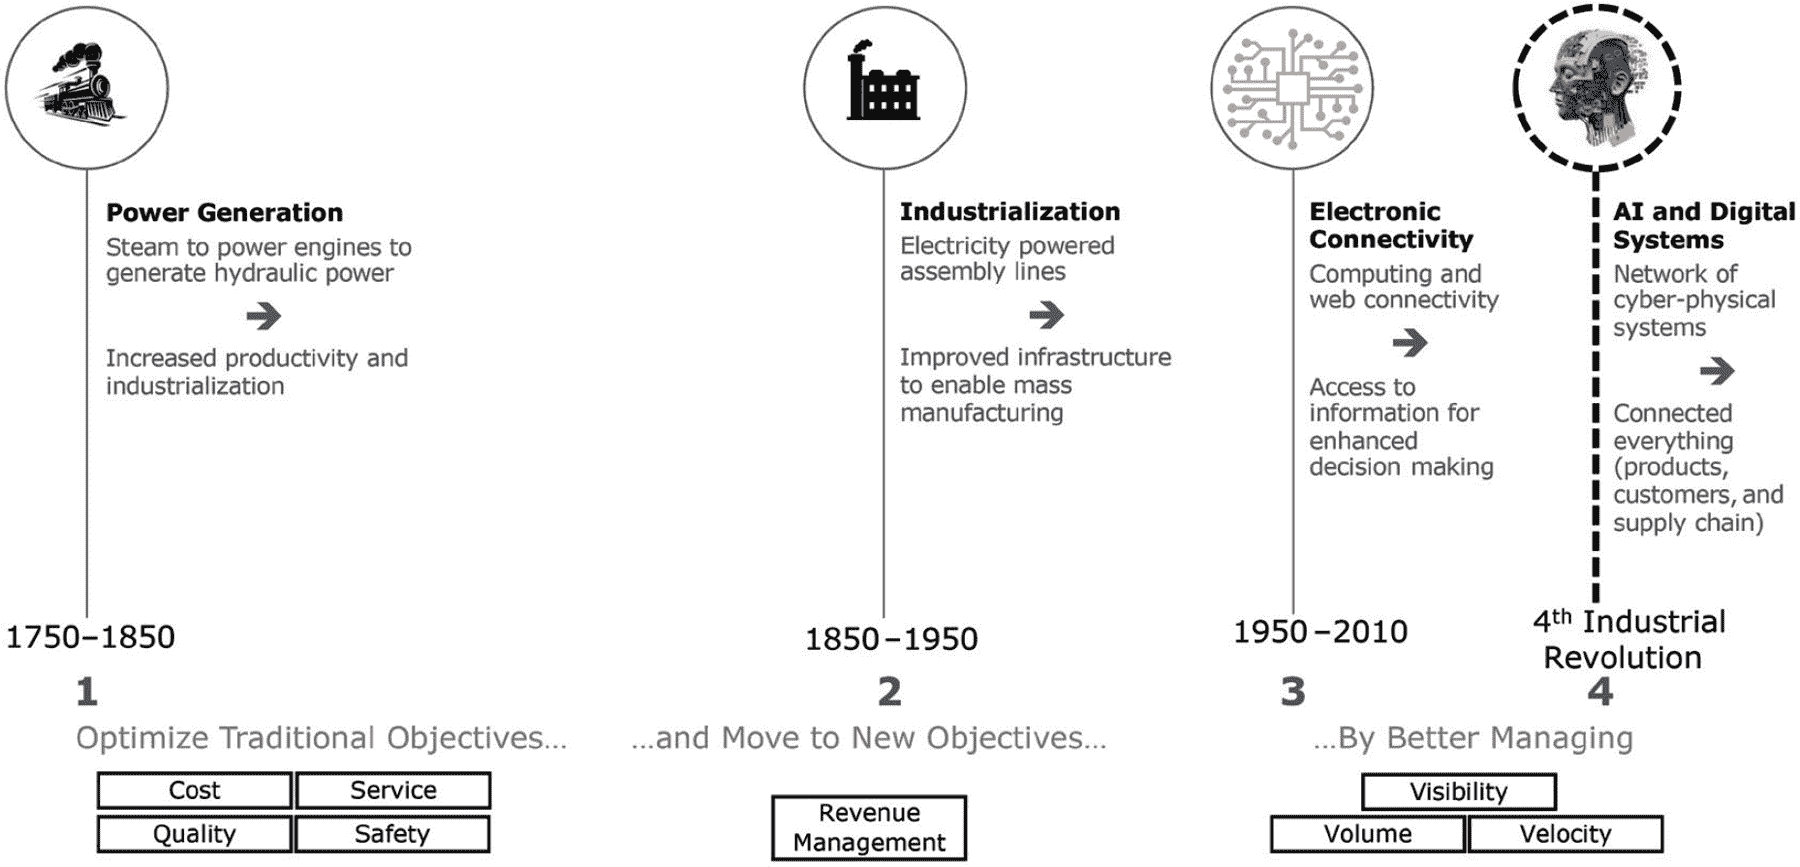 Power Generation
Steam to power engines to
generate hydraulic power
Increased productivity and
industrialization
1750–1850
1
Industrialization
Electricity powered
assembly lines
Improved infrastructure
to enable mass
manufacturing
1850–1950
2
Electronic
Connectivity
Computing and
web connectivity
Access to
information for
enhanced
decision making
1950–2010
3
AI and Digital
Systems
Network of
cyber-physical
systems
Connected
everything
(products,
customers, and
supply chain)
4th Industrial
Revolution
4
Optimize Traditional Objectives...
Cost
Service
Quality
Safety
...and Move to New Objectives...
Revenue
Management
...By Better Managing
Visibility
Volume
Velocity